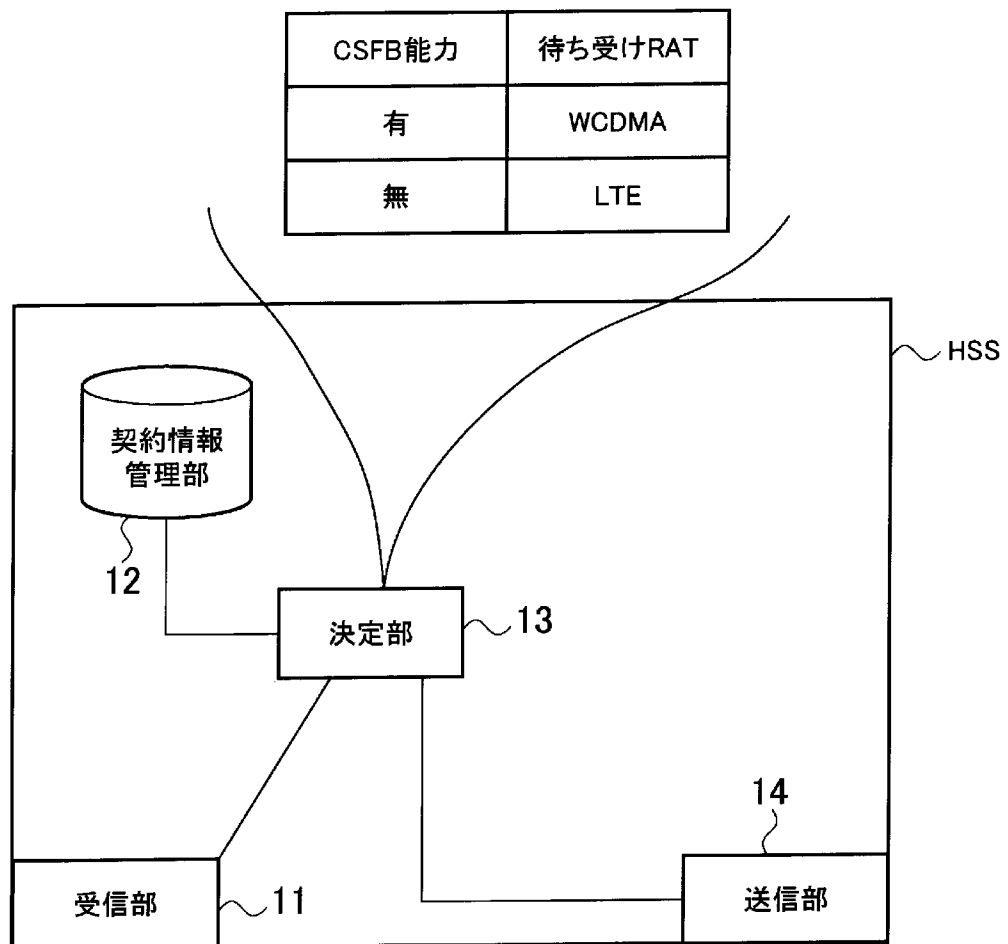 CSFB能力 待ち受けRAT
有 WCDMA
無 LTE
HSS
契約情報
管理部
12
決定部
13
14
受信部
11
送信部